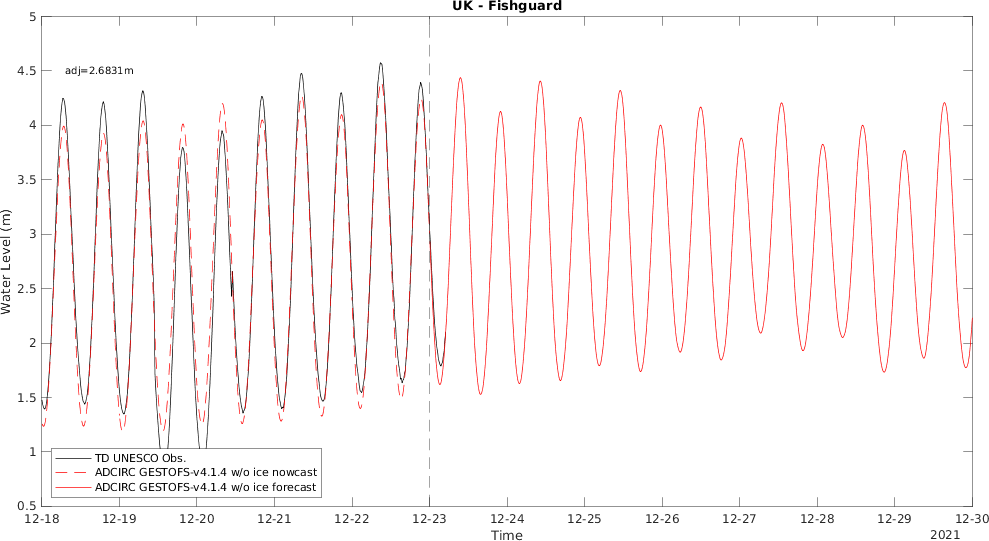 UK - Fishguard
adj=2.6831m
Water Level (m)
5
4.5
4
3.5
3
2.5
2
1.5
1
0.5
TD UNESCO Obs.
ADCIRC GESTOFS-v4.1.4 w/o ice nowcast
ADCIRC GESTOFS-v4.1.4 w/o ice forecast
12-18 12-19 12-20 12-21 12-22 12-23 12-24 12-25 12-26 12-27 12-28 12-29 12-30
Time
2021